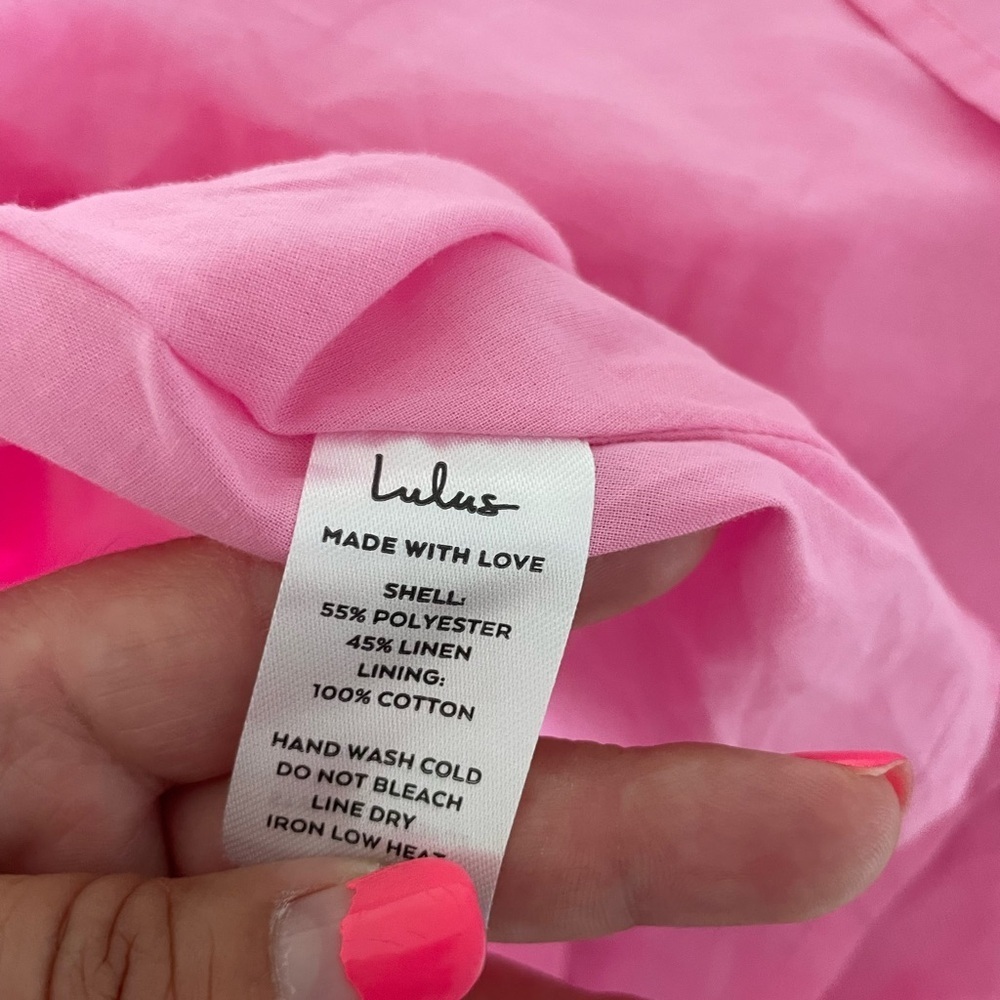 Lulus
MADE WITH LOVE
SHELL:
55% POLYESTER
45% LINEN
LINING:
100% COTTON
HAND WASH COLD
DO NOT BLEACH
LINE DRY
IRON LOW HEAT